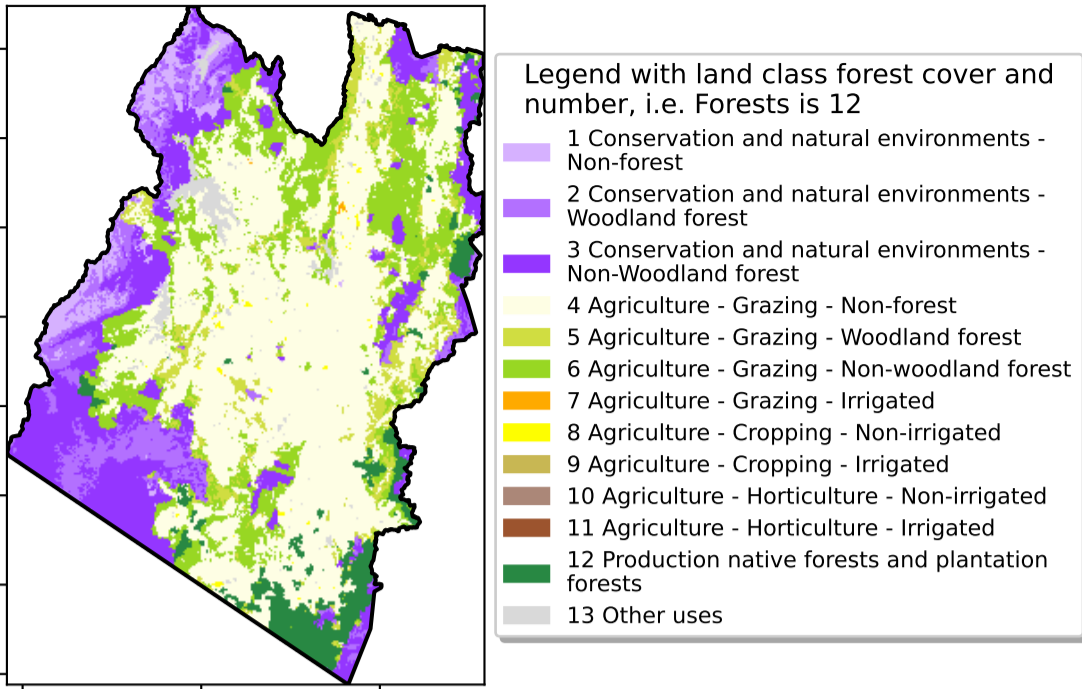 Legend with land class forest cover and
number, i.e. Forests is 12
1 Conservation and natural environments -
Non-forest
2 Conservation and natural environments -
Woodland forest
3 Conservation and natural environments -
Non-Woodland forest
4 Agriculture - Grazing - Non-forest
5 Agriculture - Grazing - Woodland forest
6 Agriculture - Grazing - Non-woodland forest
7 Agriculture - Grazing - Irrigated
8 Agriculture - Cropping - Non-irrigated
9 Agriculture - Cropping - Irrigated
10 Agriculture - Horticulture - Non-irrigated
11 Agriculture - Horticulture - Irrigated
12 Production native forests and plantation
forests
13 Other uses